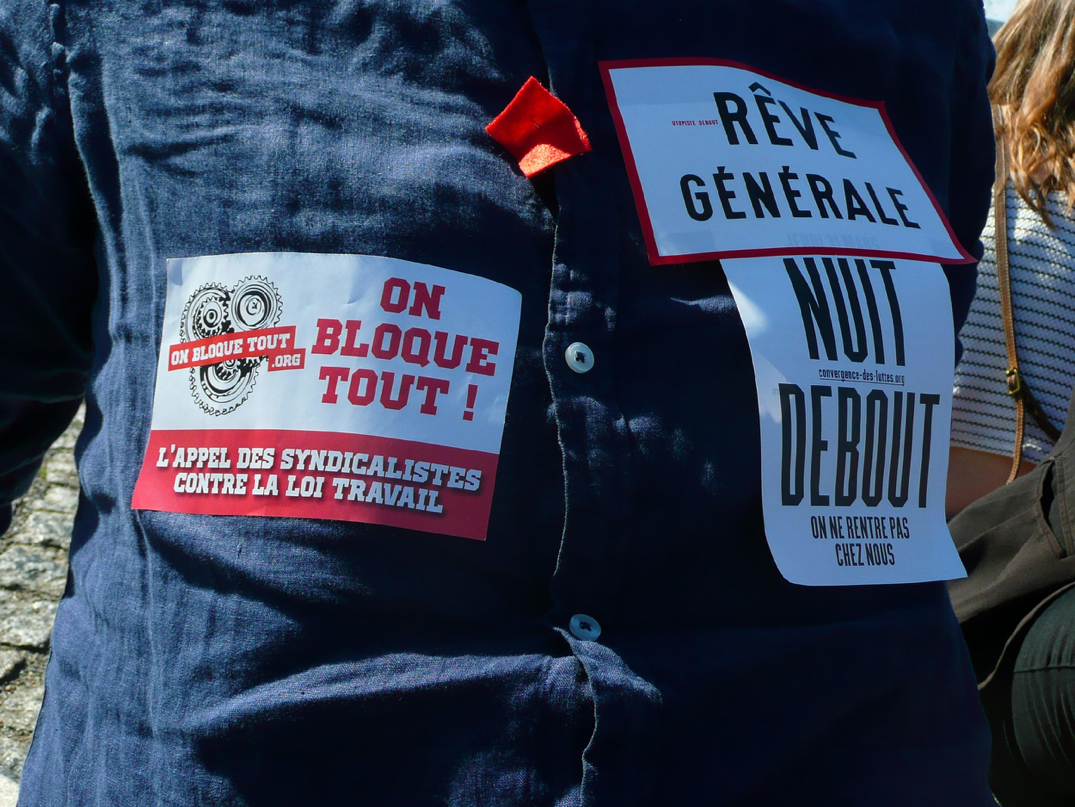 ON BLOQUE TOUT
.ORG
ON
BLOQUE
TOUT !
L'APPEL DES SYNDICALISTES
CONTRE LA LOI TRAVAIL
UTOPISTE DEBOUT
RÊVE
GÉNÉRALE
NUIT
convergence-des-luttes.org
DEBOUT
ON NE RENTRE PAS
CHEZ NOUS